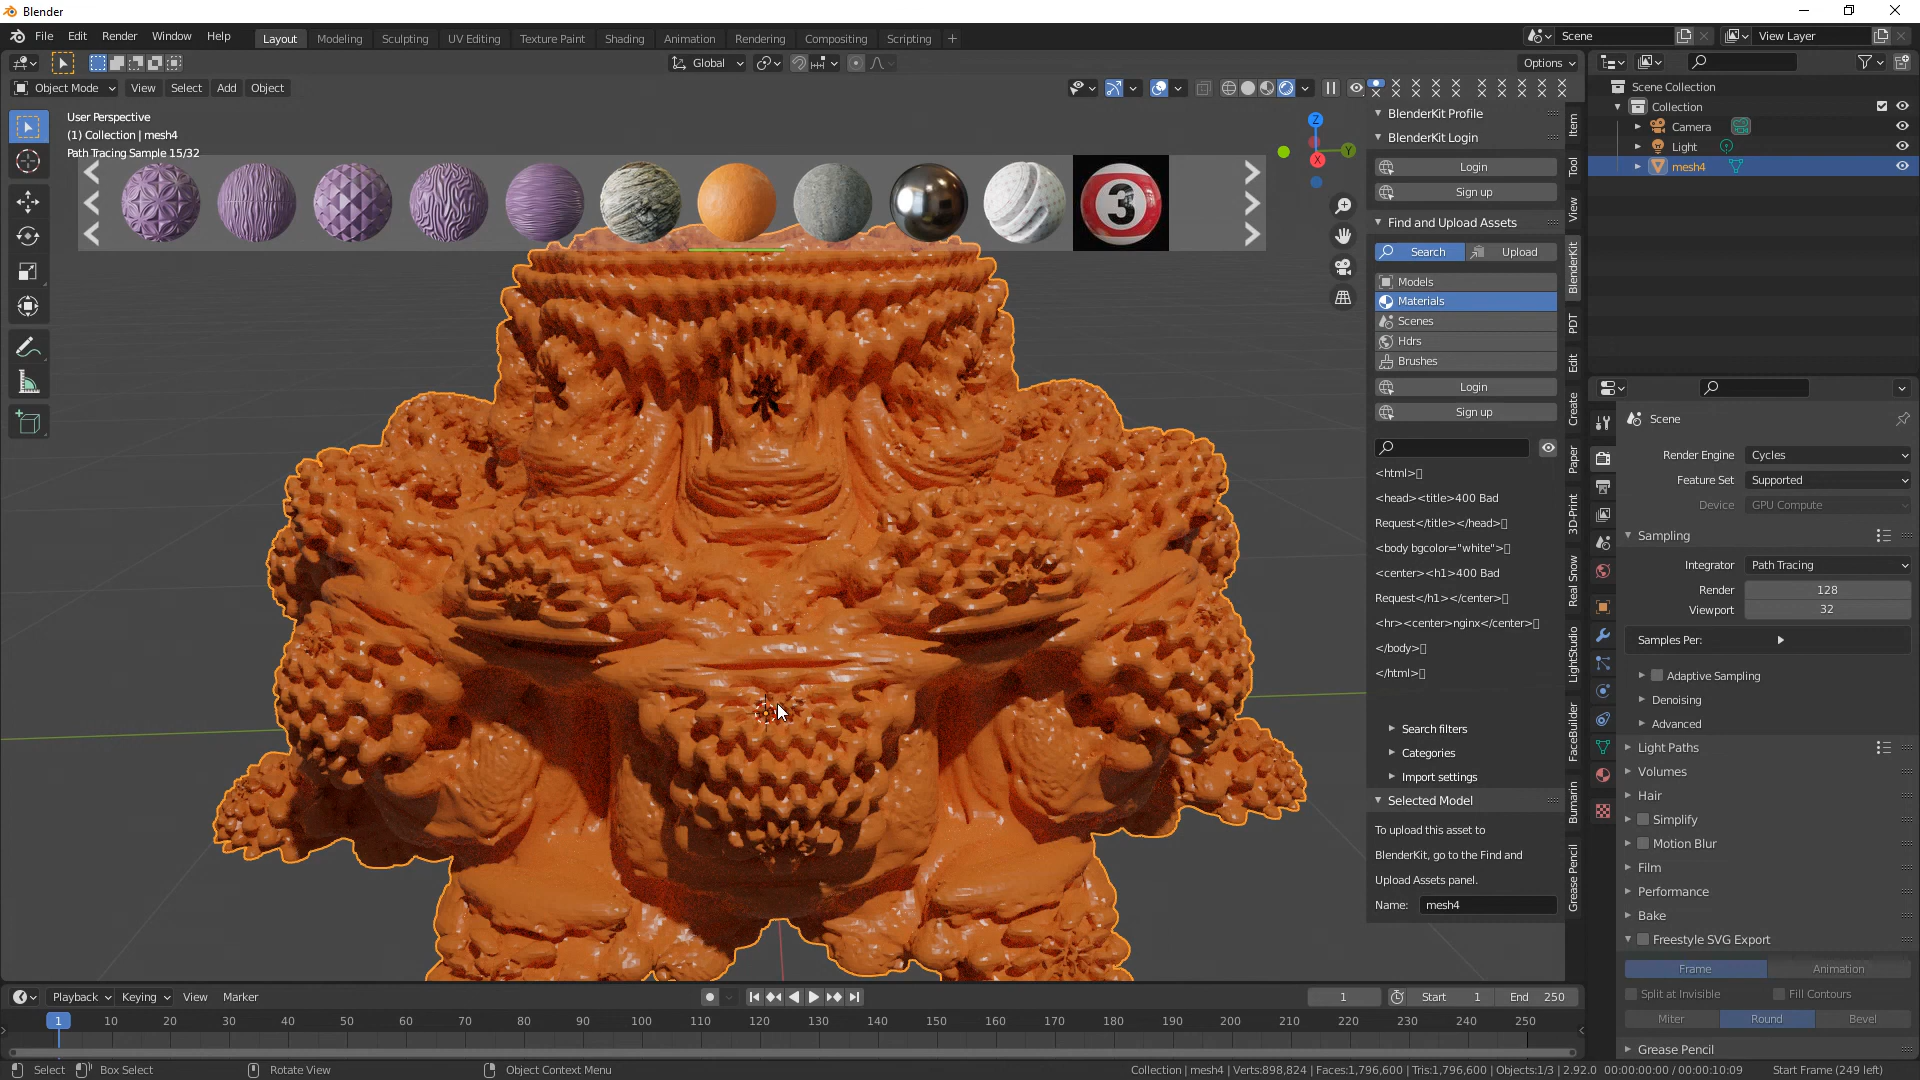 Blender
File Edit Render Window Help
Layout Modeling Sculpting UV Editing Texture Paint Shading Animation Rendering Compositing Scripting +
Scene View Layer
Global Options
Object Mode View Select Add Object
User Perspective
(1) Collection | mesh4
Path Tracing Sample 15/32
3
Z
Y
X
BlenderKit Profile
BlenderKit Login
Login
Sign up
Find and Upload Assets
Search Upload
Models
Materials
Scenes
Hdrs
Brushes
Login
Sign up
<html>
<head><title>400 Bad
Request</title></head>
<body bgcolor="white">
<center><h1>400 Bad
Request</h1></center>
<hr><center>nginx</center>
</body>
</html>
Search filters
Categories
Import settings
Selected Model
To upload this asset to
BlenderKit, go to the Find and
Upload Assets panel.
Name: mesh4
Item
Tool
View
BlenderKit
PDT
Edit
Create
Paper
3D-Print
Real Snow
LightStudio
FaceBuilder
Bumarin
Grease Pencil
Scene Collection
Collection
Camera
Light
mesh4
Scene
Render Engine Cycles
Feature Set Supported
Device GPU Compute
Sampling
Integrator Path Tracing
Render 128
Viewport 32
Samples Per:
Adaptive Sampling
Denoising
Advanced
Light Paths
Volumes
Hair
Simplify
Motion Blur
Film
Performance
Bake
Freestyle SVG Export
Frame Animation
Split at Invisible Fill Contours
Miter Round Bevel
Grease Pencil
Playback Keying View Marker
1 Start 1 End 250
1 10 20 30 40 50 60 70 80 90 100 110 120 130 140 150 160 170 180 190 200 210 220 230 240 250
Select Box Select Rotate View Object Context Menu
Collection | mesh4 | Verts:898,824 | Faces:1,796,600 | Tris:1,796,600 | Objects:1/3 | 2.92.0 00:00:00:00 / 00:00:10:09 Start Frame (249 left)